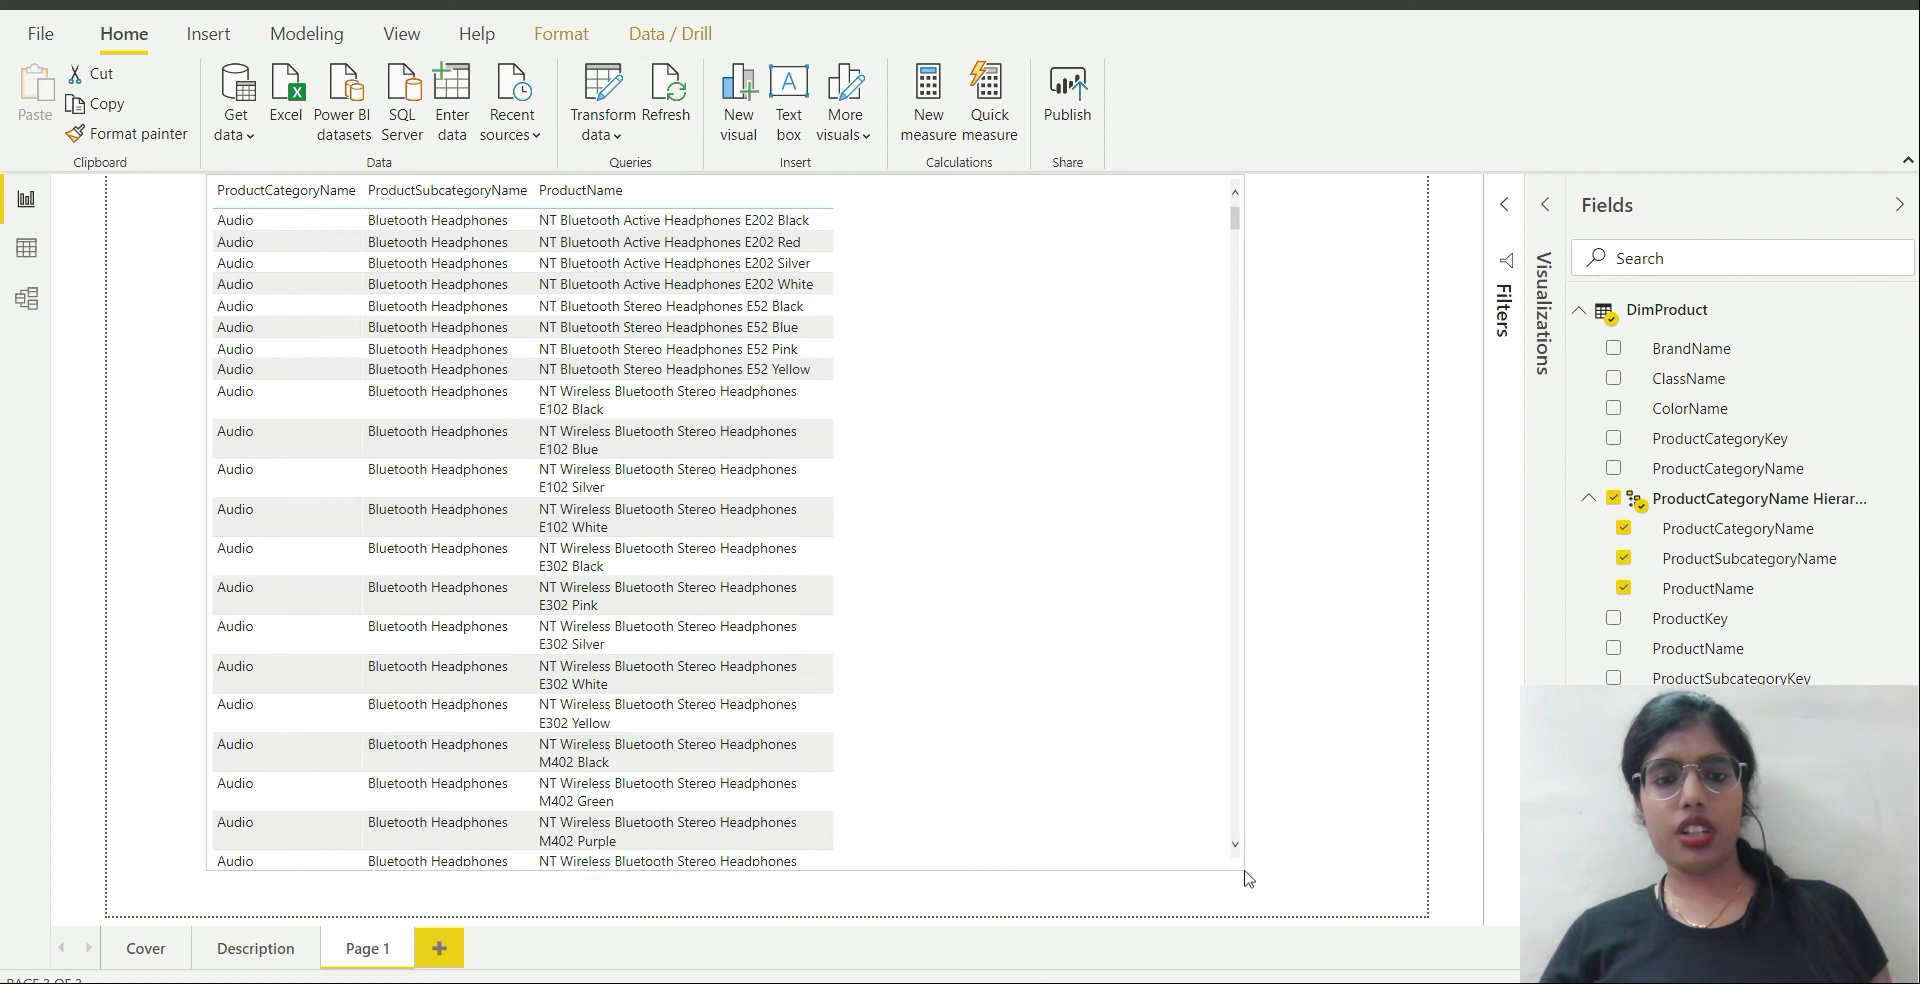 File Home Insert Modeling View Help Format Data / Drill
Paste
Cut
Copy
Format painter
Clipboard
Get data
Excel
Power BI datasets
SQL Server
Enter data
Recent sources
Data
Transform data
Refresh
Queries
New visual
Text box
More visuals
Insert
New measure
Quick measure
Calculations
Publish
Share
ProductCategoryName ProductSubcategoryName ProductName
Audio Bluetooth Headphones NT Bluetooth Active Headphones E202 Black
Audio Bluetooth Headphones NT Bluetooth Active Headphones E202 Red
Audio Bluetooth Headphones NT Bluetooth Active Headphones E202 Silver
Audio Bluetooth Headphones NT Bluetooth Active Headphones E202 White
Audio Bluetooth Headphones NT Bluetooth Stereo Headphones E52 Black
Audio Bluetooth Headphones NT Bluetooth Stereo Headphones E52 Blue
Audio Bluetooth Headphones NT Bluetooth Stereo Headphones E52 Pink
Audio Bluetooth Headphones NT Bluetooth Stereo Headphones E52 Yellow
Audio Bluetooth Headphones NT Wireless Bluetooth Stereo Headphones
E102 Black
Audio Bluetooth Headphones NT Wireless Bluetooth Stereo Headphones
E102 Blue
Audio Bluetooth Headphones NT Wireless Bluetooth Stereo Headphones
E102 Silver
Audio Bluetooth Headphones NT Wireless Bluetooth Stereo Headphones
E102 White
Audio Bluetooth Headphones NT Wireless Bluetooth Stereo Headphones
E302 Black
Audio Bluetooth Headphones NT Wireless Bluetooth Stereo Headphones
E302 Pink
Audio Bluetooth Headphones NT Wireless Bluetooth Stereo Headphones
E302 Silver
Audio Bluetooth Headphones NT Wireless Bluetooth Stereo Headphones
E302 White
Audio Bluetooth Headphones NT Wireless Bluetooth Stereo Headphones
E302 Yellow
Audio Bluetooth Headphones NT Wireless Bluetooth Stereo Headphones
M402 Black
Audio Bluetooth Headphones NT Wireless Bluetooth Stereo Headphones
M402 Green
Audio Bluetooth Headphones NT Wireless Bluetooth Stereo Headphones
M402 Purple
Audio Bluetooth Headphones NT Wireless Bluetooth Stereo Headphones
Filters
Visualizations
Fields
Search
DimProduct
BrandName
ClassName
ColorName
ProductCategoryKey
ProductCategoryName
ProductCategoryName Hierar...
ProductCategoryName
ProductSubcategoryName
ProductName
ProductKey
ProductName
ProductSubcategoryKey
Cover Description Page 1